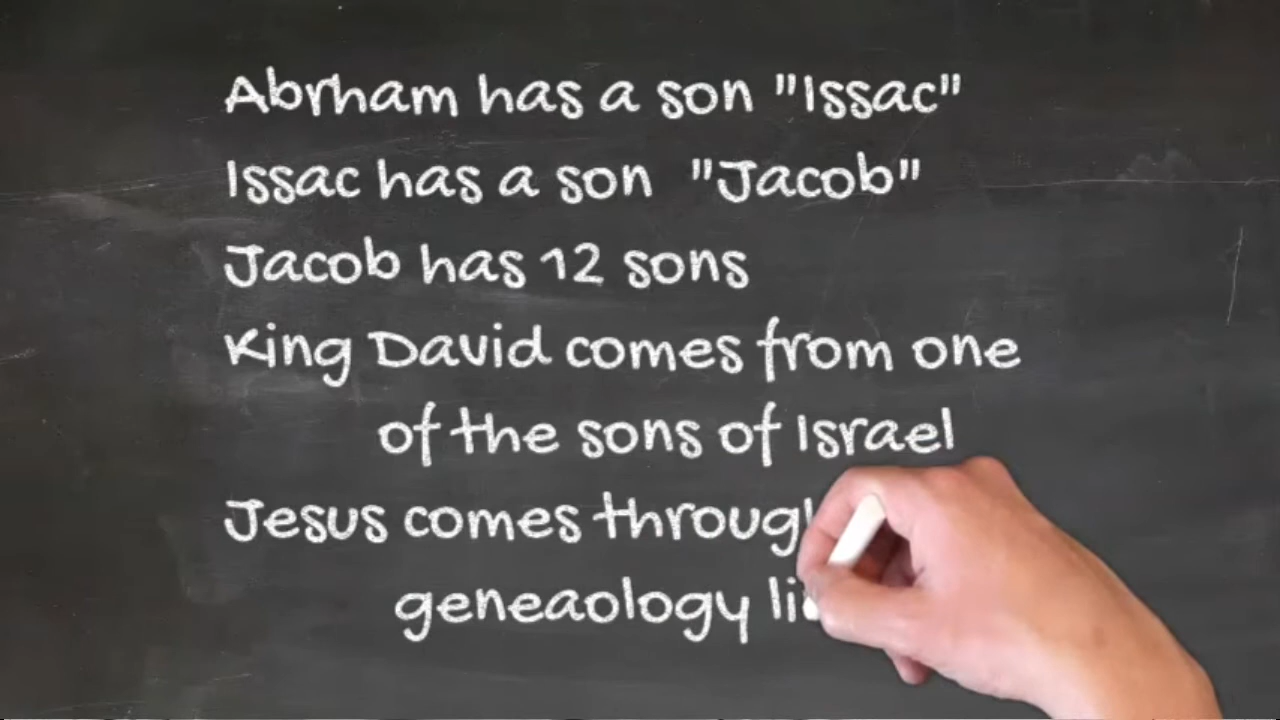 Abrham has a son "Issac"
Issac has a son "Jacob"
Jacob has 12 sons
King David comes from one
of the sons of Israel
Jesus comes through
geneaology